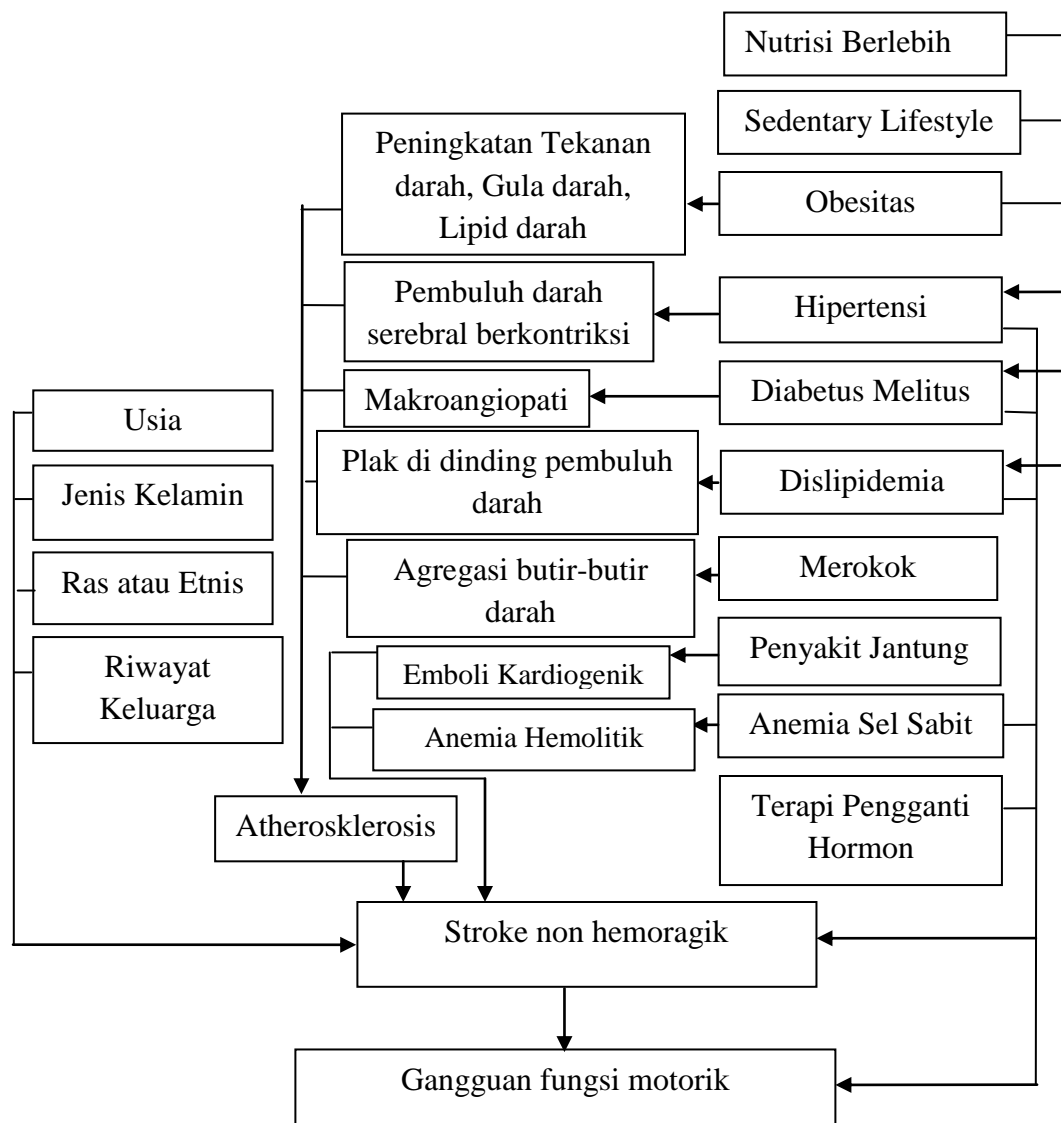 Nutrisi Berlebih
Sedentary Lifestyle
Peningkatan Tekanan
darah, Gula darah,
Lipid darah
Obesitas
Pembuluh darah
serebral berkontriksi
Hipertensi
Makroangiopati
Diabetus Melitus
Usia
Plak di dinding pembuluh
darah
Dislipidemia
Jenis Kelamin
Agregasi butir-butir
darah
Merokok
Ras atau Etnis
Riwayat
Keluarga
Emboli Kardiogenik
Penyakit Jantung
Anemia Hemolitik
Anemia Sel Sabit
Atherosklerosis
Terapi Pengganti
Hormon
Stroke non hemoragik
Gangguan fungsi motorik